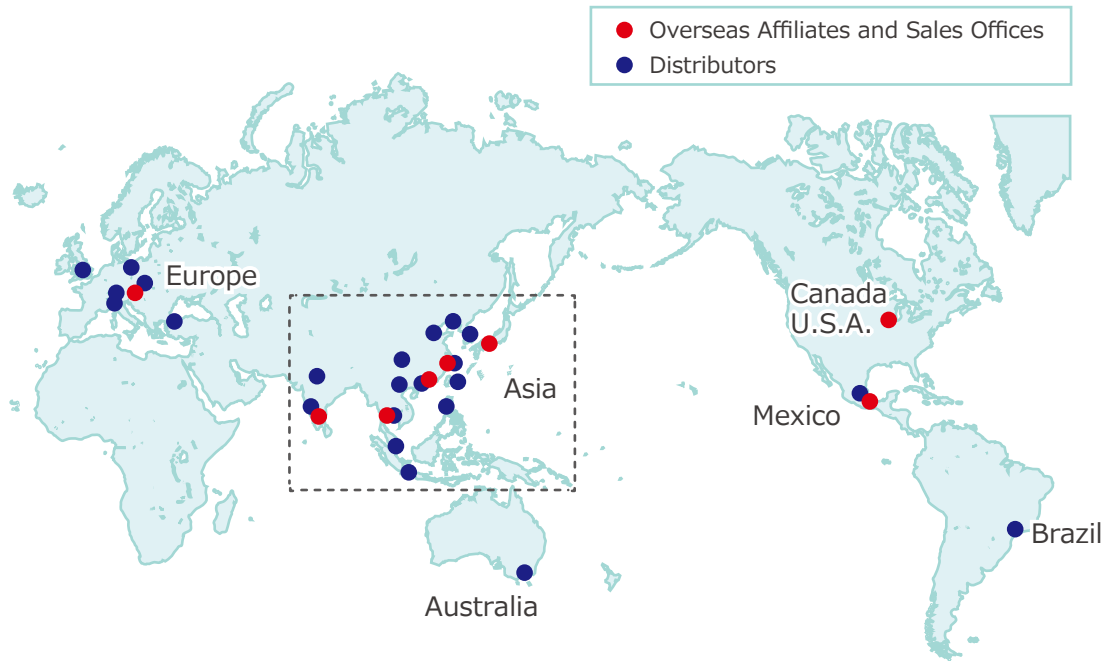 Overseas Affiliates and Sales Offices
Distributors
Europe
Canada
U.S.A.
Asia
Mexico
Brazil
Australia